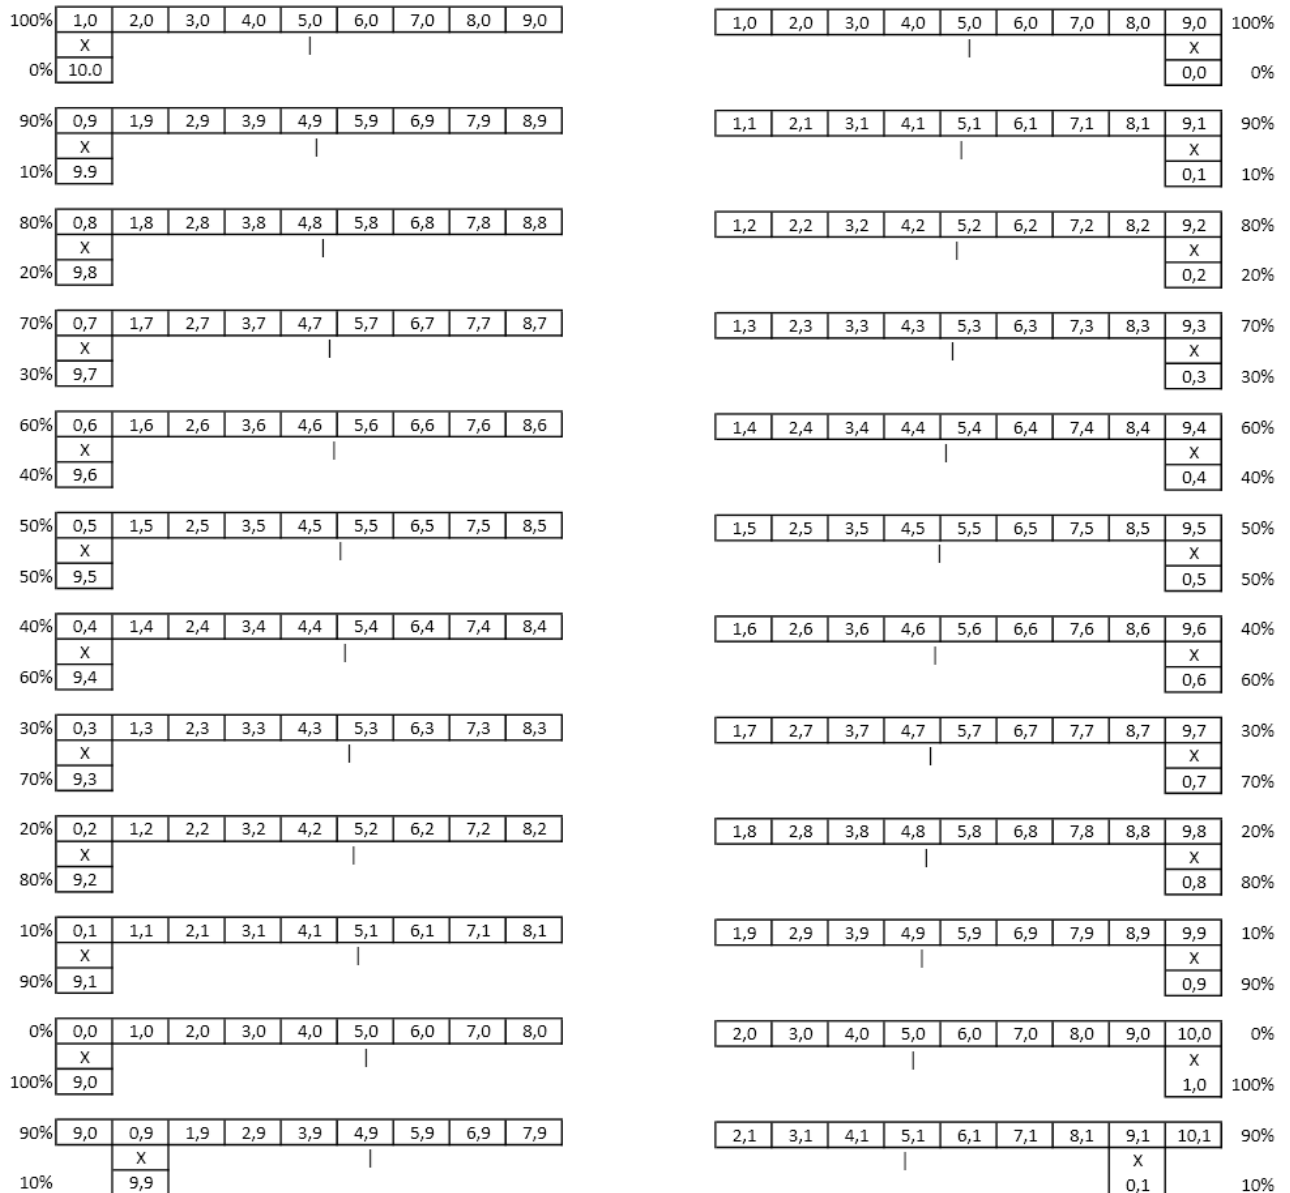 100% 1,0 2,0 3,0 4,0 5,0 6,0 7,0 8,0 9,0
X |
0% 10.0
90% 0,9 1,9 2,9 3,9 4,9 5,9 6,9 7,9 8,9
X |
10% 9.9
80% 0,8 1,8 2,8 3,8 4,8 5,8 6,8 7,8 8,8
X |
20% 9,8
70% 0,7 1,7 2,7 3,7 4,7 5,7 6,7 7,7 8,7
X |
30% 9,7
60% 0,6 1,6 2,6 3,6 4,6 5,6 6,6 7,6 8,6
X |
40% 9,6
50% 0,5 1,5 2,5 3,5 4,5 5,5 6,5 7,5 8,5
X |
50% 9,5
40% 0,4 1,4 2,4 3,4 4,4 5,4 6,4 7,4 8,4
X |
60% 9,4
30% 0,3 1,3 2,3 3,3 4,3 5,3 6,3 7,3 8,3
X |
70% 9,3
20% 0,2 1,2 2,2 3,2 4,2 5,2 6,2 7,2 8,2
X |
80% 9,2
10% 0,1 1,1 2,1 3,1 4,1 5,1 6,1 7,1 8,1
X |
90% 9,1
0% 0,0 1,0 2,0 3,0 4,0 5,0 6,0 7,0 8,0
X |
100% 9,0
90% 9,0 0,9 1,9 2,9 3,9 4,9 5,9 6,9 7,9
X |
10% 9,9
1,0 2,0 3,0 4,0 5,0 6,0 7,0 8,0 9,0 100%
| X
0,0 0%
1,1 2,1 3,1 4,1 5,1 6,1 7,1 8,1 9,1 90%
| X
0,1 10%
1,2 2,2 3,2 4,2 5,2 6,2 7,2 8,2 9,2 80%
| X
0,2 20%
1,3 2,3 3,3 4,3 5,3 6,3 7,3 8,3 9,3 70%
| X
0,3 30%
1,4 2,4 3,4 4,4 5,4 6,4 7,4 8,4 9,4 60%
| X
0,4 40%
1,5 2,5 3,5 4,5 5,5 6,5 7,5 8,5 9,5 50%
| X
0,5 50%
1,6 2,6 3,6 4,6 5,6 6,6 7,6 8,6 9,6 40%
| X
0,6 60%
1,7 2,7 3,7 4,7 5,7 6,7 7,7 8,7 9,7 30%
| X
0,7 70%
1,8 2,8 3,8 4,8 5,8 6,8 7,8 8,8 9,8 20%
| X
0,8 80%
1,9 2,9 3,9 4,9 5,9 6,9 7,9 8,9 9,9 10%
| X
0,9 90%
2,0 3,0 4,0 5,0 6,0 7,0 8,0 9,0 10,0 0%
| X
1,0 100%
2,1 3,1 4,1 5,1 6,1 7,1 8,1 9,1 10,1 90%
| X
0,1 10%